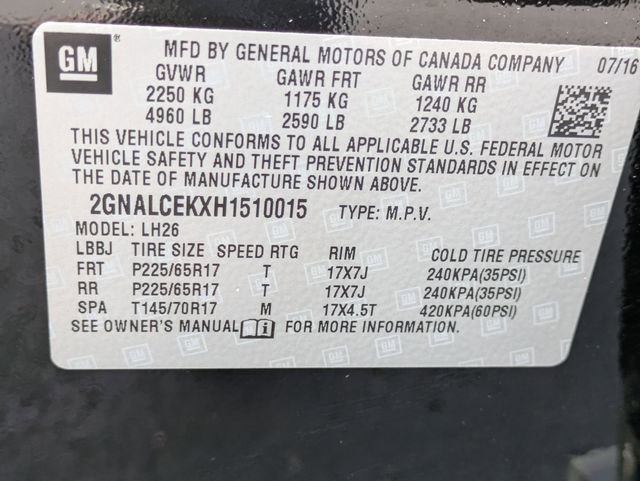 GM
MFD BY GENERAL MOTORS OF CANADA COMPANY 07/16
GVWR GAWR FRT GAWR RR
2250 KG 1175 KG 1240 KG
4960 LB 2590 LB 2733 LB
THIS VEHICLE CONFORMS TO ALL APPLICABLE U.S. FEDERAL MOTOR
VEHICLE SAFETY AND THEFT PREVENTION STANDARDS IN EFFECT ON
THE DATE OF MANUFACTURE SHOWN ABOVE.
2GNALCEKXH1510015 TYPE: M.P.V.
MODEL: LH26
LBBJ TIRE SIZE SPEED RTG RIM COLD TIRE PRESSURE
FRT P225/65R17 T 17X7J 240KPA(35PSI)
RR P225/65R17 T 17X7J 240KPA(35PSI)
SPA T145/70R17 M 17X4.5T 420KPA(60PSI)
SEE OWNER'S MANUAL FOR MORE INFORMATION.